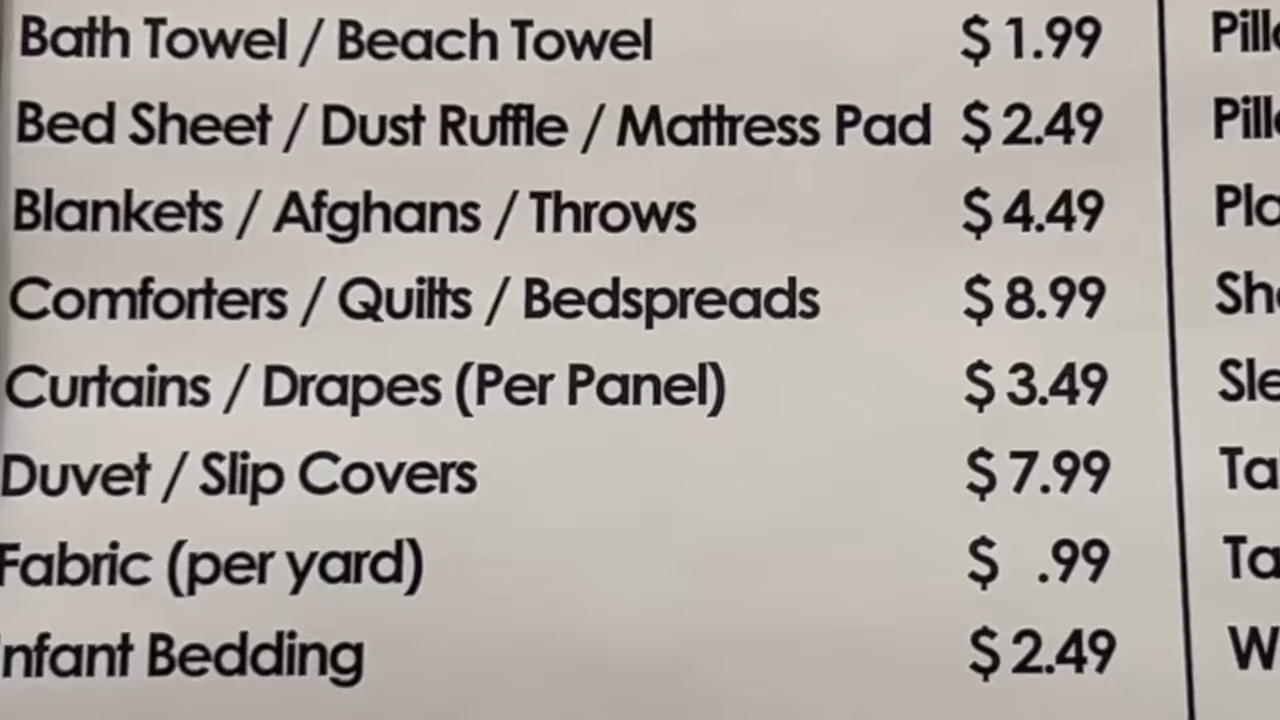 Bath Towel / Beach Towel $1.99
Bed Sheet / Dust Ruffle / Mattress Pad $2.49
Blankets / Afghans / Throws $4.49
Comforters / Quilts / Bedspreads $8.99
Curtains / Drapes (Per Panel) $3.49
Duvet / Slip Covers $7.99
Fabric (per yard) $ .99
nfant Bedding $2.49